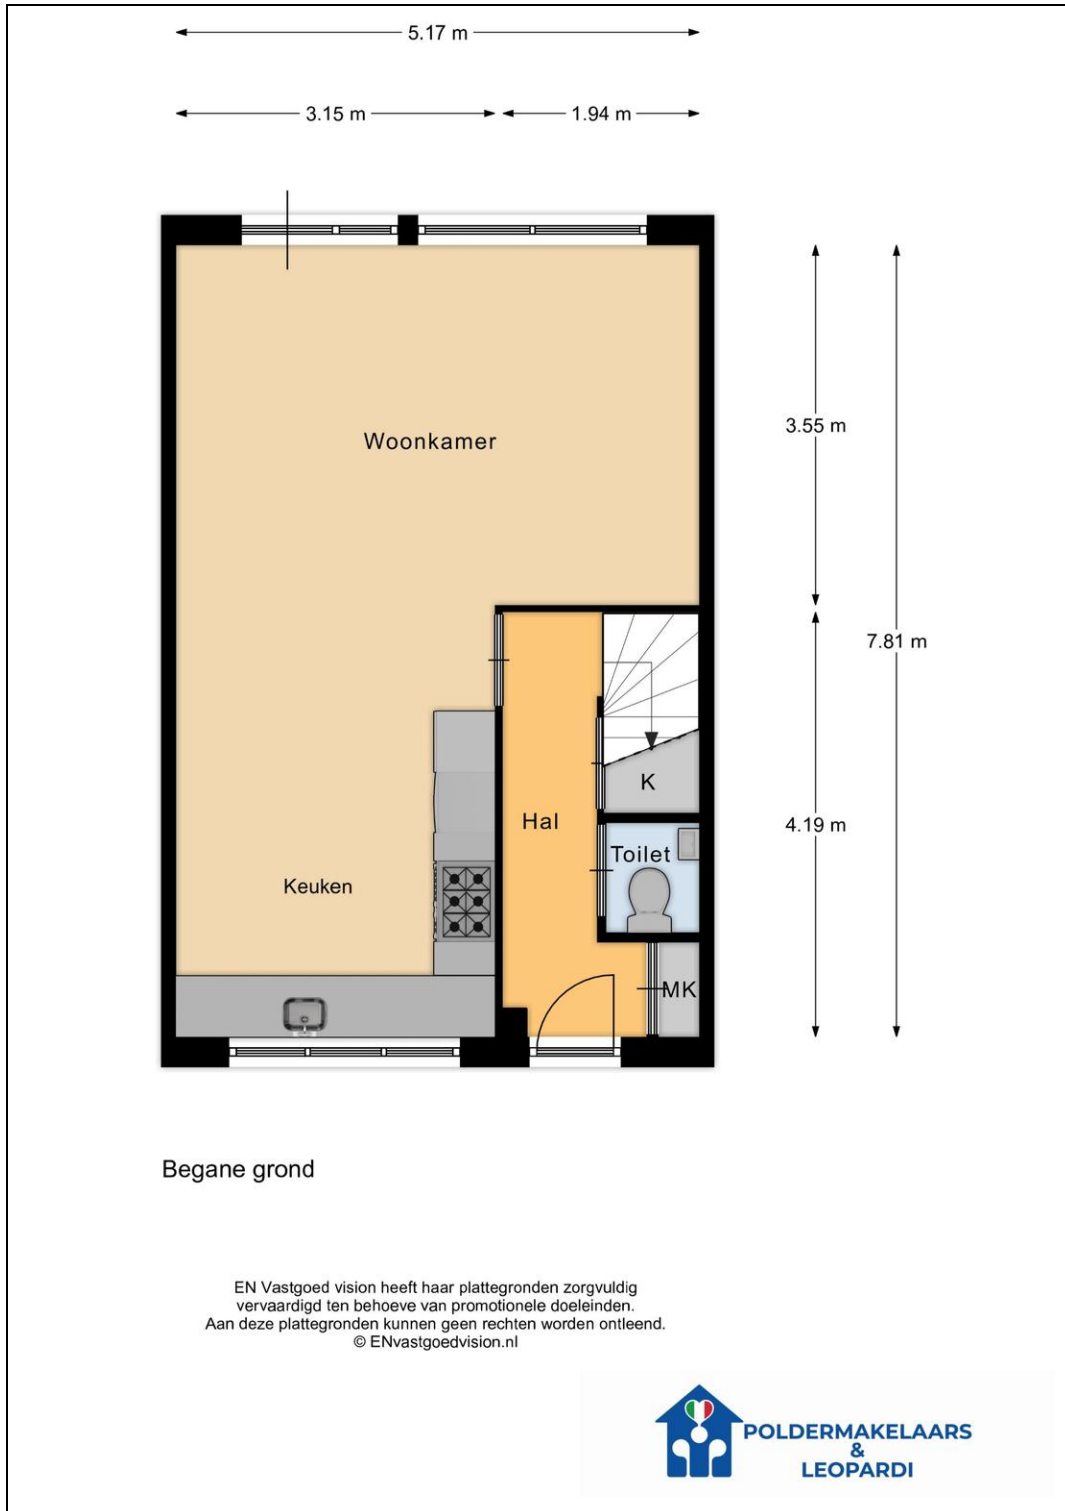 5.17 m
3.15 m
1.94 m
3.55 m
Woonkamer
7.81 m
K
Hal
4.19 m
Toilet
Keuken
MK
Begane grond
EN Vastgoed vision heeft haar plattegronden zorgvuldig
vervaardigd ten behoeve van promotionele doeleinden.
Aan deze plattegronden kunnen geen rechten worden ontleend.
© ENvastgoedvision.nl
POLDERMAKELAARS
&
LEOPARDI